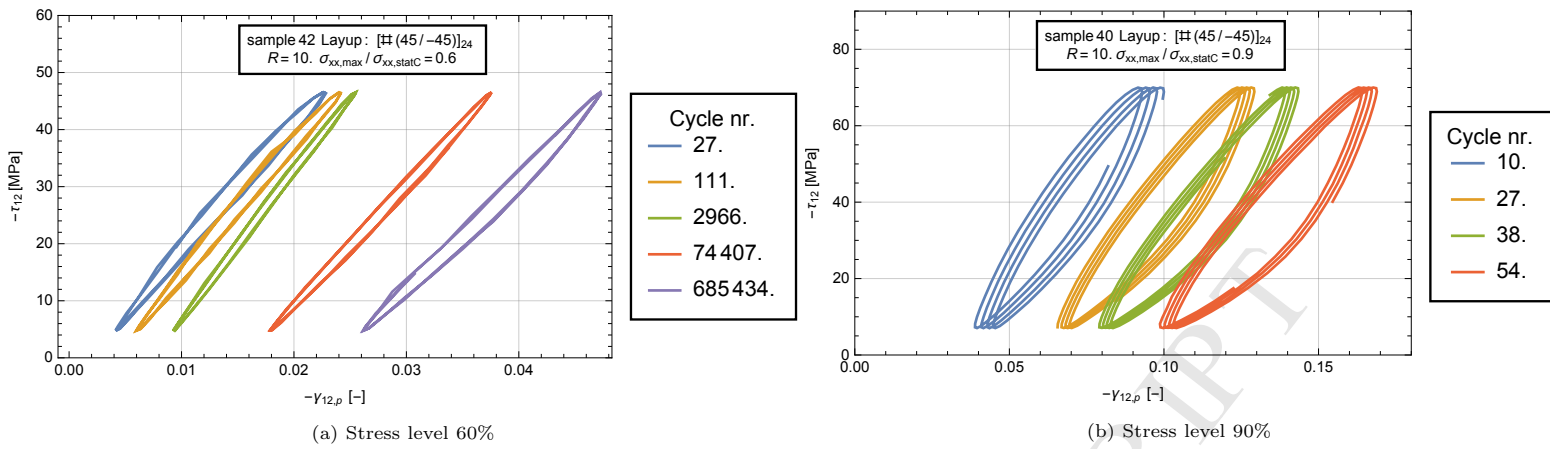 60
50
40
30
20
10
0
−τ12 [MPa]
0.00
0.01
0.02
0.03
0.04
−γ12,p [−]
sample 42 Layup : [⌗(45/−45)]24
R=10. σxx,max/σxx,statC=0.6
Cycle nr.
27.
111.
2966.
74 407.
685 434.
(a) Stress level 60%
80
60
40
20
0
−τ12 [MPa]
0.00
0.05
0.10
0.15
−γ12,p [−]
sample 40 Layup : [⌗(45/−45)]24
R=10. σxx,max/σxx,statC=0.9
Cycle nr.
10.
27.
38.
54.
(b) Stress level 90%
IPT